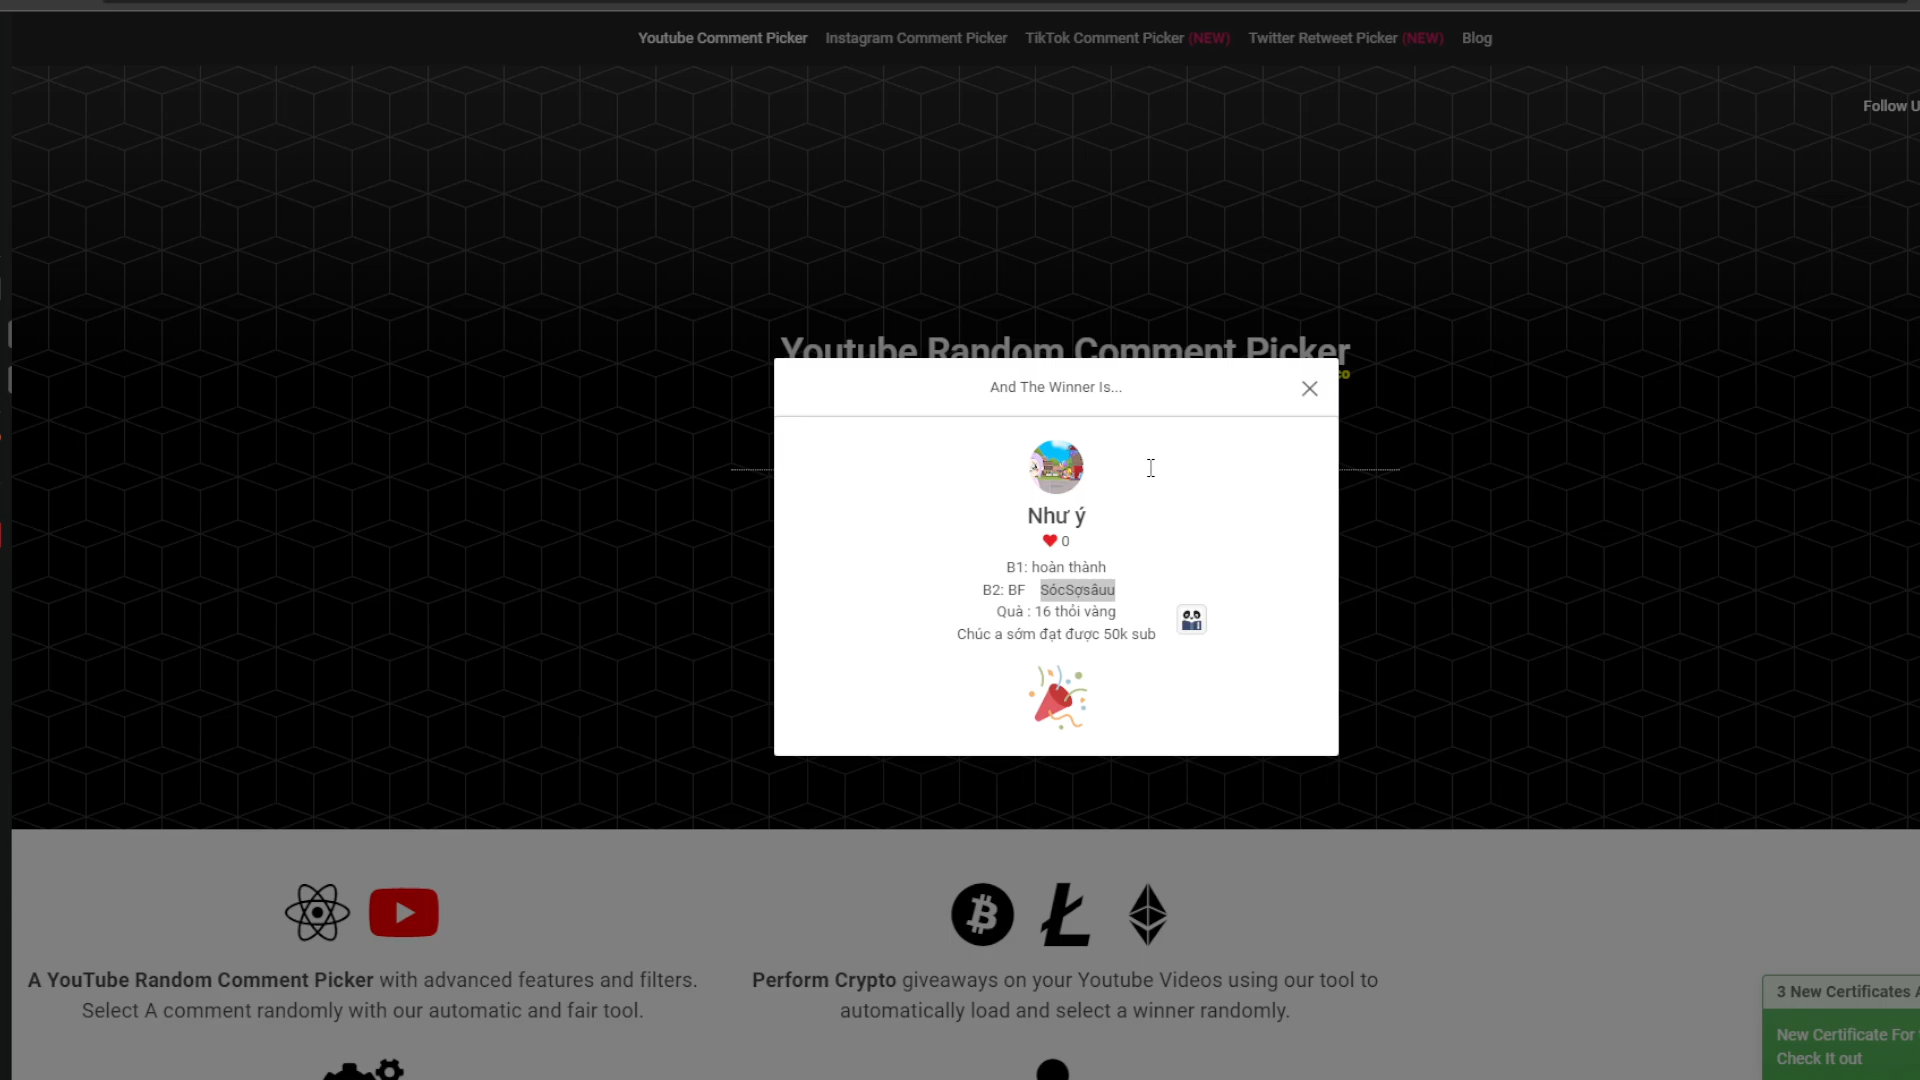 Youtube Comment Picker
Instagram Comment Picker
TikTok Comment Picker (NEW)
Twitter Retweet Picker (NEW)
Blog
Follow U
Youtube Random Comment Picker
co
And The Winner Is...
Như ý
0
B1: hoàn thành
B2: BF SócSợsâuu
Quà : 16 thỏi vàng
Chúc a sớm đạt được 50k sub
A YouTube Random Comment Picker with advanced features and filters.
Select A comment randomly with our automatic and fair tool.
Perform Crypto giveaways on your Youtube Videos using our tool to
automatically load and select a winner randomly.
3 New Certificates A
New Certificate For
Check It out